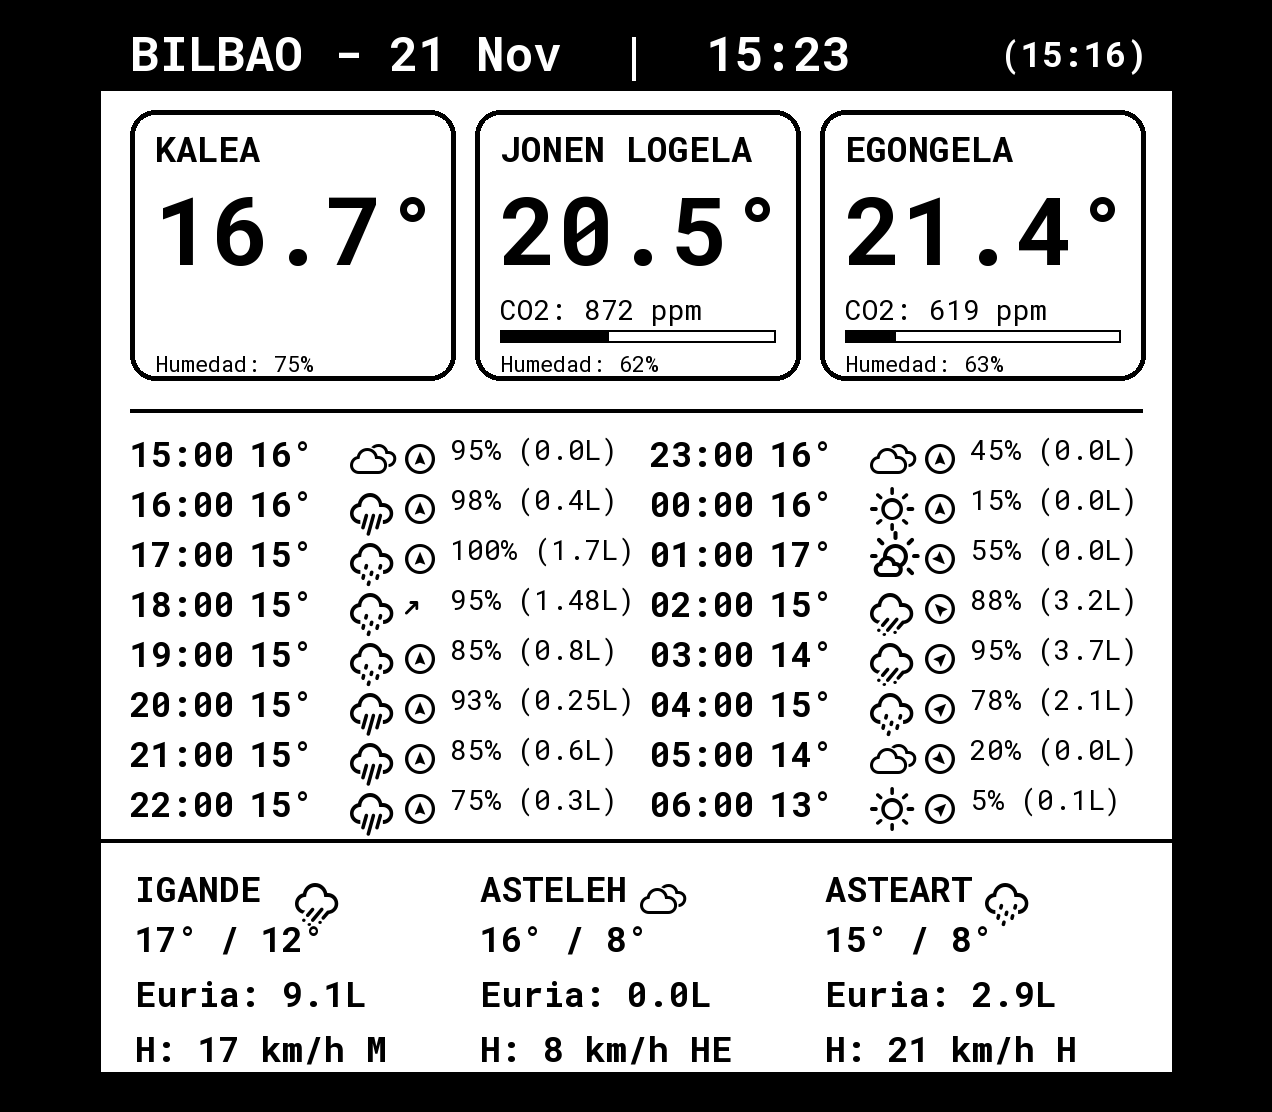 BILBAO - 21 Nov | 15:23 (15:16)
KALEA
16.7°
Humedad: 75%
JONEN LOGELA
20.5°
CO2: 872 ppm
Humedad: 62%
EGONGELA
21.4°
CO2: 619 ppm
Humedad: 63%
15:00 16° 95% (0.0L)
16:00 16° 98% (0.4L)
17:00 15° 100% (1.7L)
18:00 15° 95% (1.48L)
19:00 15° 85% (0.8L)
20:00 15° 93% (0.25L)
21:00 15° 85% (0.6L)
22:00 15° 75% (0.3L)
23:00 16° 45% (0.0L)
00:00 16° 15% (0.0L)
01:00 17° 55% (0.0L)
02:00 15° 88% (3.2L)
03:00 14° 95% (3.7L)
04:00 15° 78% (2.1L)
05:00 14° 20% (0.0L)
06:00 13° 5% (0.1L)
IGANDE
17° / 12°
Euria: 9.1L
H: 17 km/h M
ASTELEH
16° / 8°
Euria: 0.0L
H: 8 km/h HE
ASTEART
15° / 8°
Euria: 2.9L
H: 21 km/h H